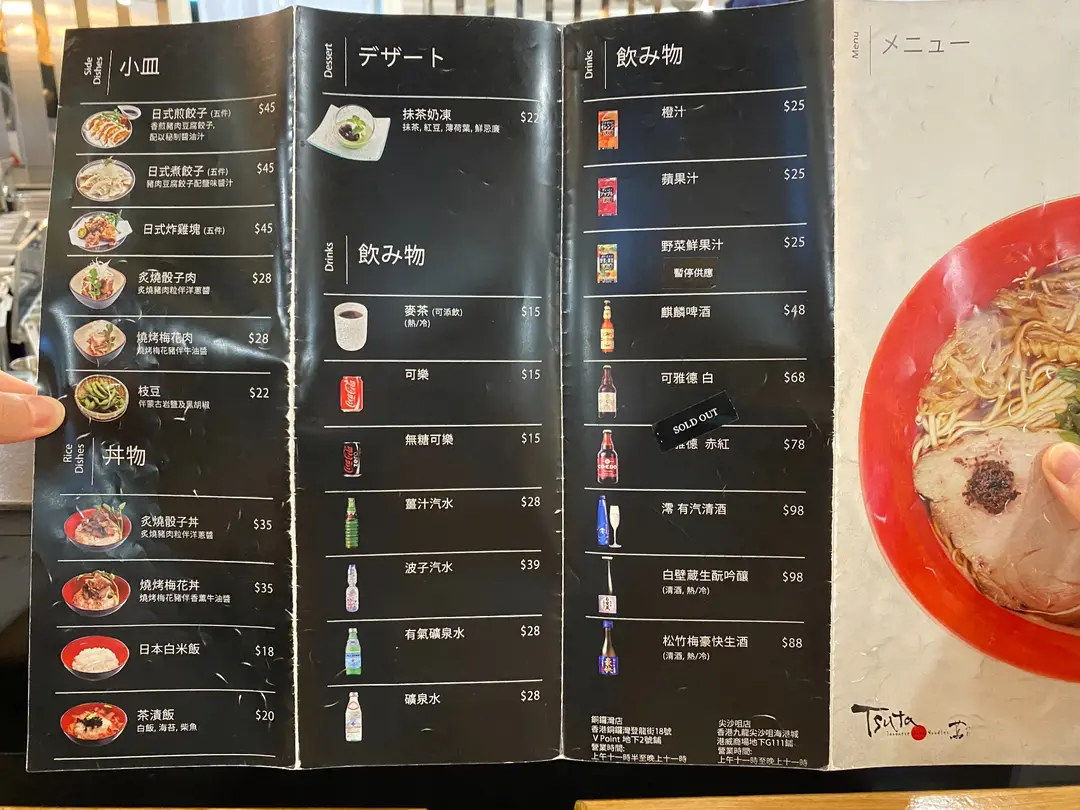 Side
Dishes
小皿
日式煎餃子 (五件) $45
香煎豬肉豆腐餃子,
配以秘制醬油汁
日式煮餃子 (五件) $45
豬肉豆腐餃子配鹽味醬汁
日式炸雞塊 (五件) $45
炙燒骰子肉 $28
炙燒豬肉粒伴洋蔥醬
燒烤梅花肉 $28
燒烤梅花豬伴牛油醬
枝豆 $22
伴蒙古岩鹽及黑胡椒
Rice
Dishes
丼物
炙燒骰子丼 $35
炙燒豬肉粒伴洋蔥醬
燒烤梅花丼 $35
燒烤梅花豬伴香薰牛油醬
日本白米飯 $18
茶漬飯 $20
白飯, 海苔, 柴魚
Dessert
デザート
抹茶奶凍 $22
抹茶, 紅豆, 薄荷葉, 鮮忌廉
Drinks
飲み物
麥茶 (可添飲) $15
(熱/冷)
可樂 $15
無糖可樂 $15
薑汁汽水 $28
波子汽水 $39
有氣礦泉水 $28
礦泉水 $28
Drinks
飲み物
橙汁 $25
蘋果汁 $25
野菜鮮果汁 $25
暫停供應
麒麟啤酒 $48
可雅德 白 $68
SOLD OUT
雅德 赤紅 $78
澪 有汽清酒 $98
白壁蔵生酛吟釀 $98
(清酒, 熱/冷)
松竹梅豪快生酒 $88
(清酒, 熱/冷)
銅鑼灣店
香港銅鑼灣登龍街18號
V Point 地下2號鋪
營業時間:
上午十一時半至晚上十一時
尖沙咀店
香港九龍尖沙咀海港城
港威商場地下G111鋪
營業時間:
上午十一時至晚上十一時
Menu
メニュー
Tsuta
Japanese Soba Noodles
蔦